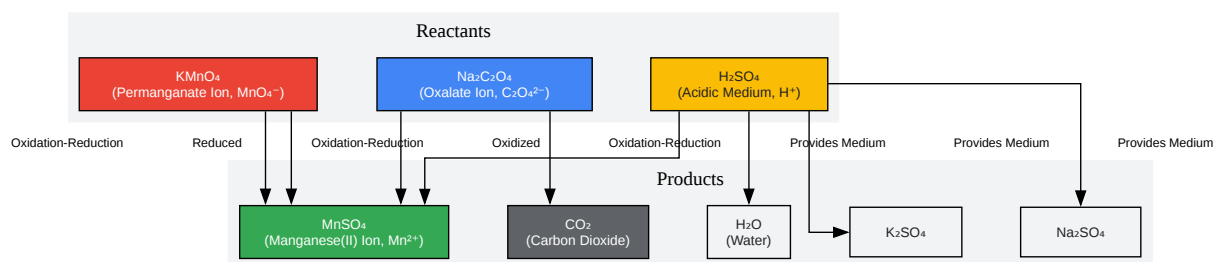 Reactants
KMnO₄
(Permanganate Ion, MnO₄⁻)
Na₂C₂O₄
(Oxalate Ion, C₂O₄²⁻)
H₂SO₄
(Acidic Medium, H⁺)
Oxidation-Reduction
Reduced
Oxidation-Reduction
Oxidized
Oxidation-Reduction
Provides Medium
Provides Medium
Provides Medium
Products
MnSO₄
(Manganese(II) Ion, Mn²⁺)
CO₂
(Carbon Dioxide)
H₂O
(Water)
K₂SO₄
Na₂SO₄